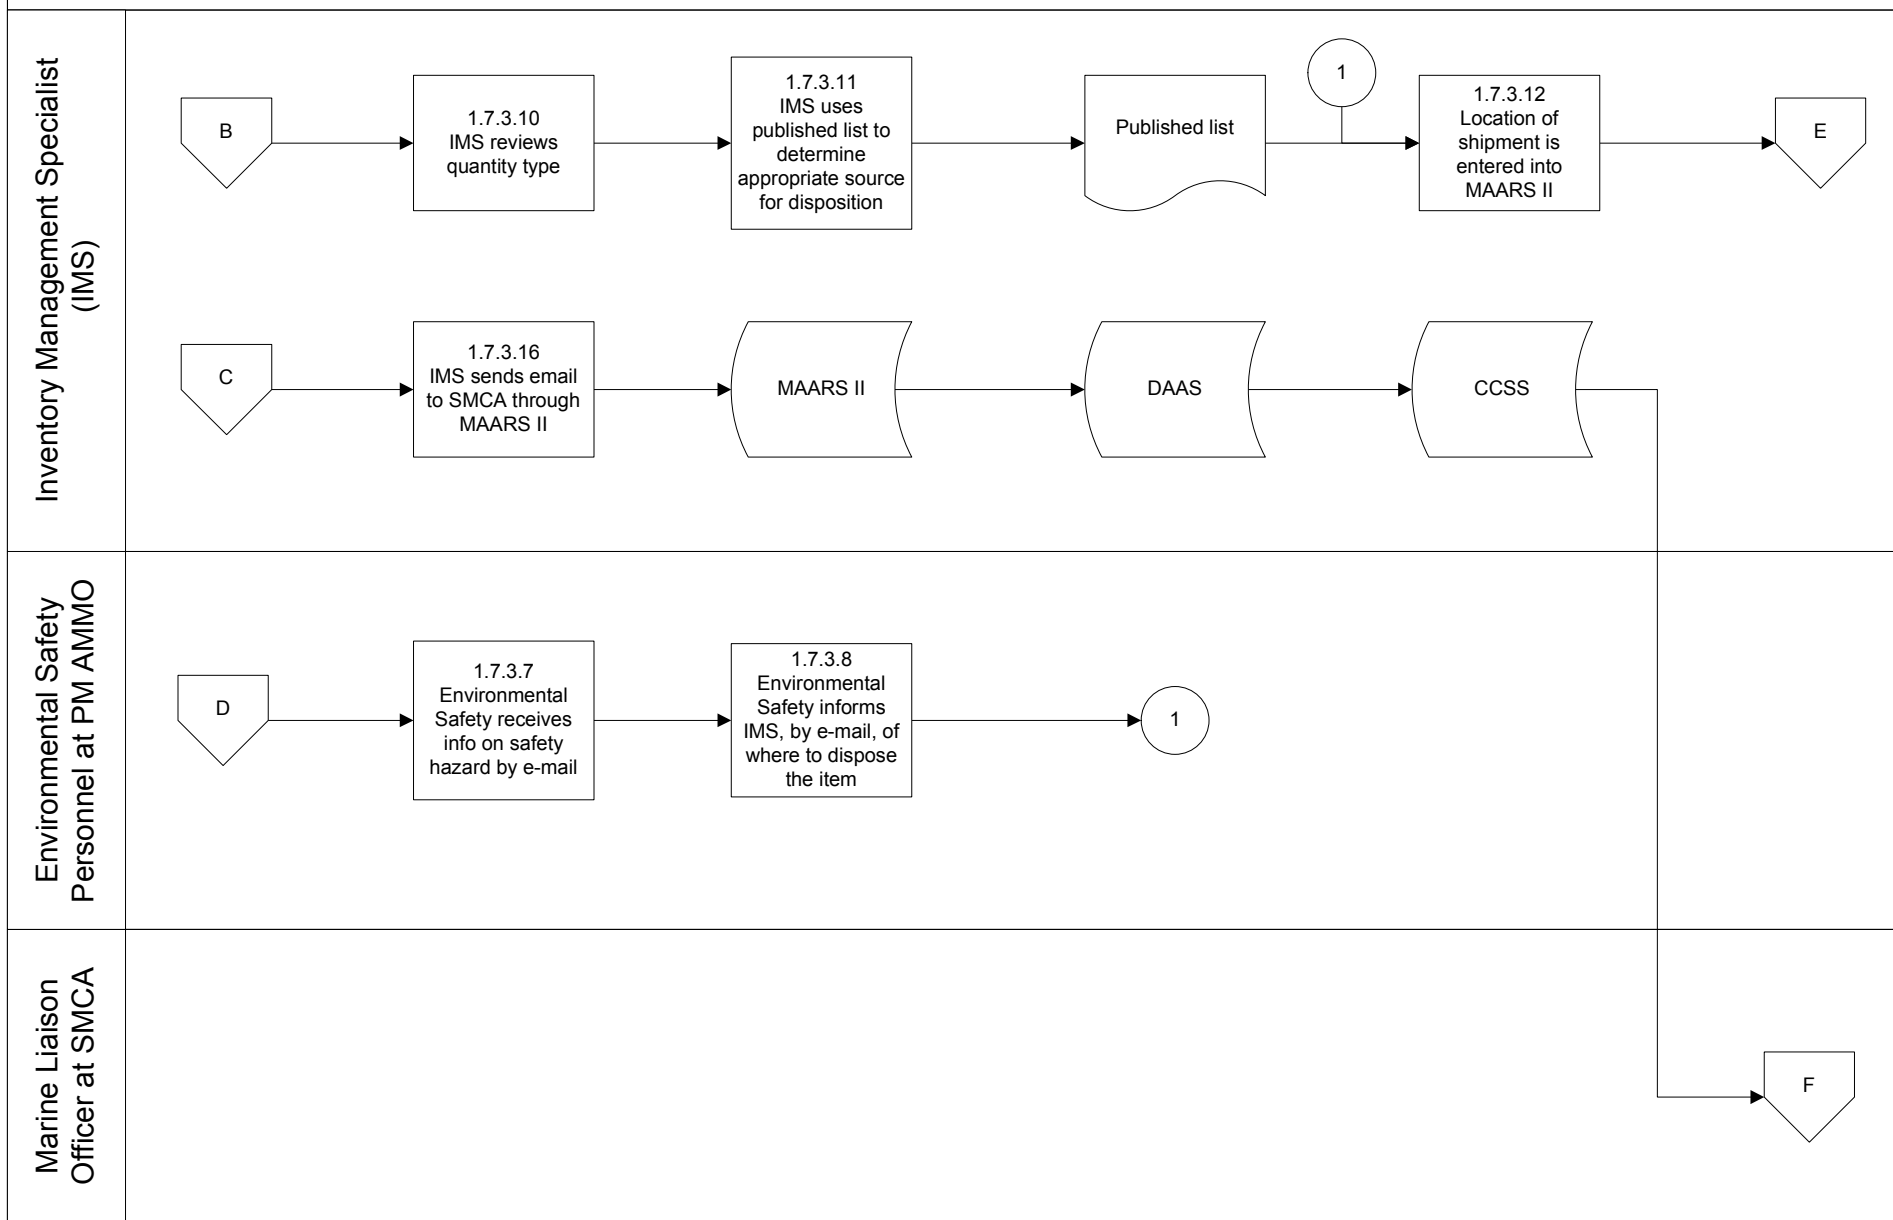 Inventory Management Specialist
(IMS)
B
1.7.3.10
IMS reviews
quantity type
1.7.3.11
IMS uses
published list to
determine
appropriate source
for disposition
Published list
1
1.7.3.12
Location of
shipment is
entered into
MAARS II
E
C
1.7.3.16
IMS sends email
to SMCA through
MAARS II
MAARS II
DAAS
CCSS
Environmental Safety
Personnel at PM AMMO
D
1.7.3.7
Environmental
Safety receives
info on safety
hazard by e-mail
1.7.3.8
Environmental
Safety informs
IMS, by e-mail, of
where to dispose
the item
1
Marine Liaison
Officer at SMCA
F